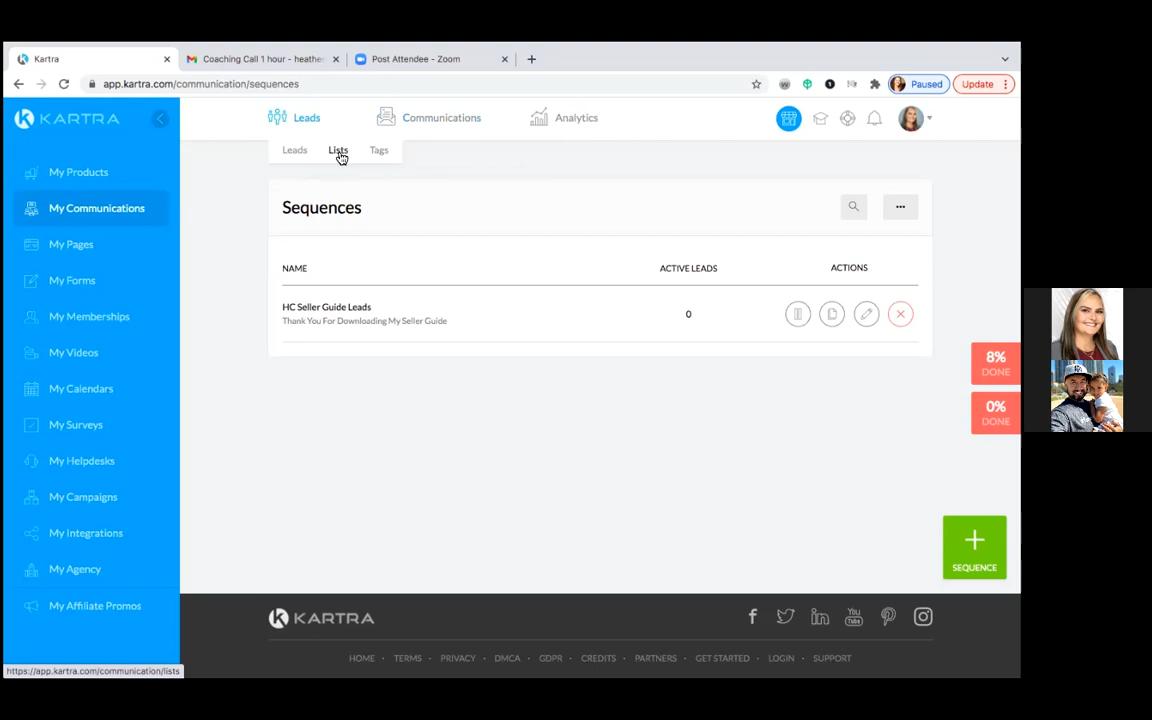 Kartra
Coaching Call 1 hour - heathe
Post Attendee - Zoom
app.kartra.com/communication/sequences
Paused
Update
KARTRA
Leads
Communications
Analytics
Leads
Lists
Tags
My Products
My Communications
My Pages
My Forms
My Memberships
My Videos
My Calendars
My Surveys
My Helpdesks
My Campaigns
My Integrations
My Agency
My Affiliate Promos
Sequences
NAME
ACTIVE LEADS
ACTIONS
HC Seller Guide Leads
Thank You For Downloading My Seller Guide
0
8%
DONE
0%
DONE
SEQUENCE
KARTRA
You
Tube
HOME · TERMS · PRIVACY · DMCA · GDPR · CREDITS · PARTNERS · GET STARTED · LOGIN · SUPPORT
https://app.kartra.com/communication/lists